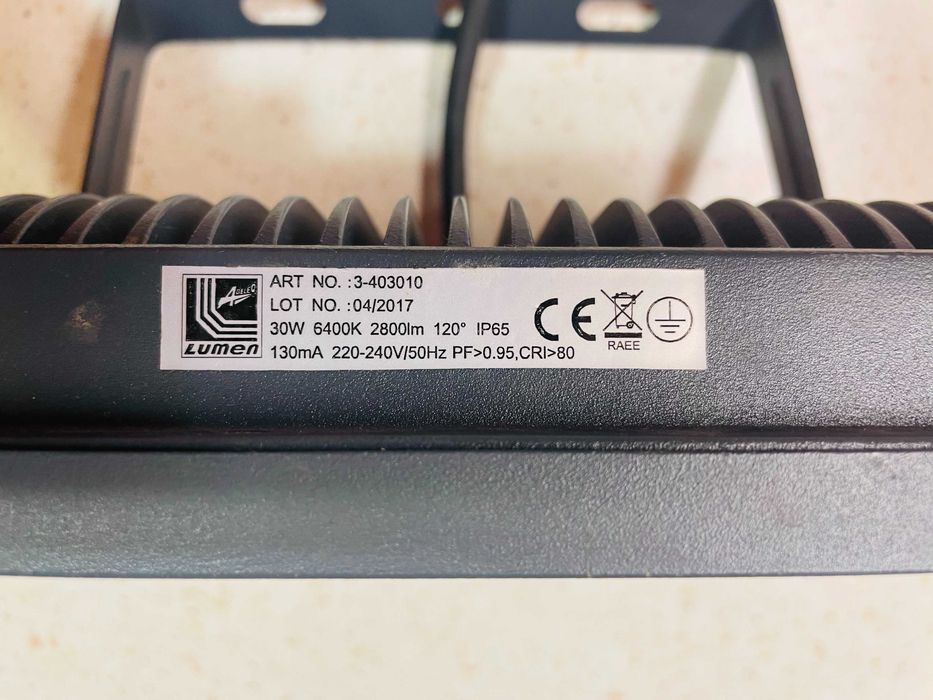 ADELEQ
Lumen
ART NO. :3-403010
LOT NO. :04/2017
30W 6400K 2800lm 120° IP65
130mA 220-240V/50Hz PF>0.95,CRI>80
CE
RAEE